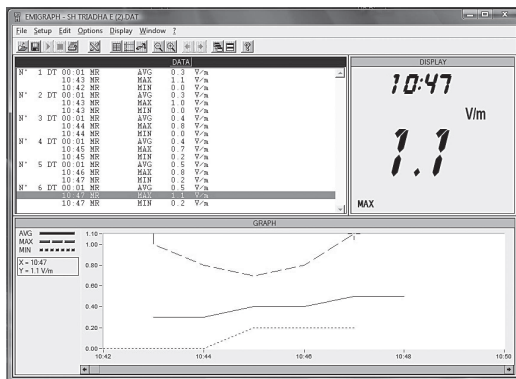 EMIGRAPH - SH TRIADHA E (2).DAT
File Setup Edit Options Display Window ?
DATA
N° 1 DT 00:01 MR AVG 0.3 V/m
10:43 MR MAX 1.1 V/m
10:42 MR MIN 0.0 V/m
N° 2 DT 00:01 MR AVG 0.3 V/m
10:43 MR MAX 1.0 V/m
10:43 MR MIN 0.0 V/m
N° 3 DT 00:01 MR AVG 0.4 V/m
10:44 MR MAX 0.8 V/m
10:44 MR MIN 0.0 V/m
N° 4 DT 00:01 MR AVG 0.4 V/m
10:45 MR MAX 0.7 V/m
10:45 MR MIN 0.2 V/m
N° 5 DT 00:01 MR AVG 0.5 V/m
10:46 MR MAX 0.8 V/m
10:47 MR MIN 0.2 V/m
N° 6 DT 00:01 MR AVG 0.5 V/m
10:47 MR MAX 1.1 V/m
10:47 MR MIN 0.2 V/m
DISPLAY
10:47
V/m
1.1
MAX
GRAPH
AVG
MAX
MIN
X = 10:47
Y = 1.1 V/m
1.10
1.00
0.80
0.60
0.40
0.20
0.00
10:42 10:44 10:46 10:48 10:50